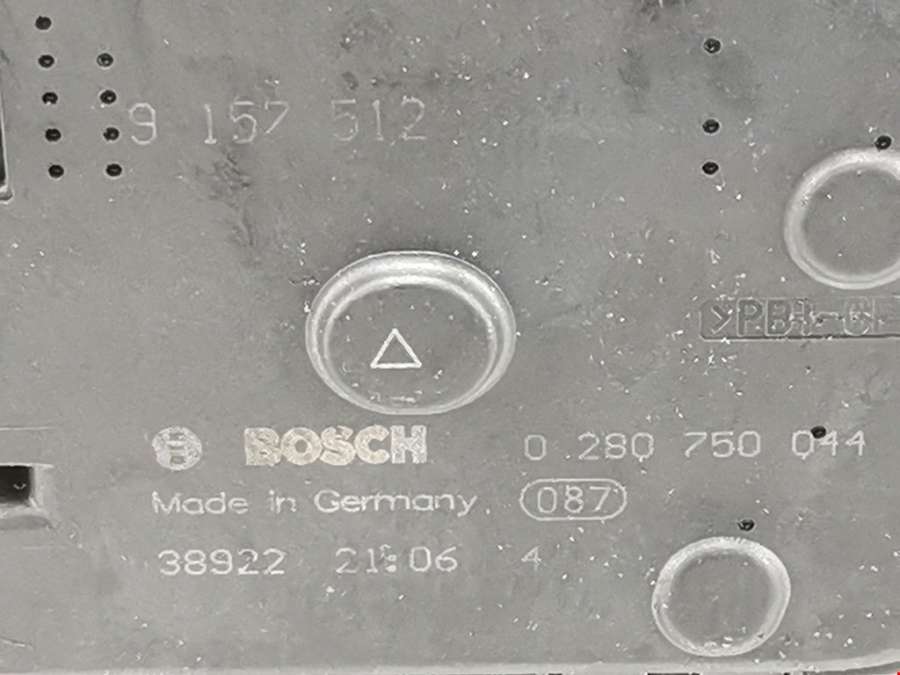 9 157 512
BOSCH 0 280 750 044
Made in Germany 087
38922 21:06 4